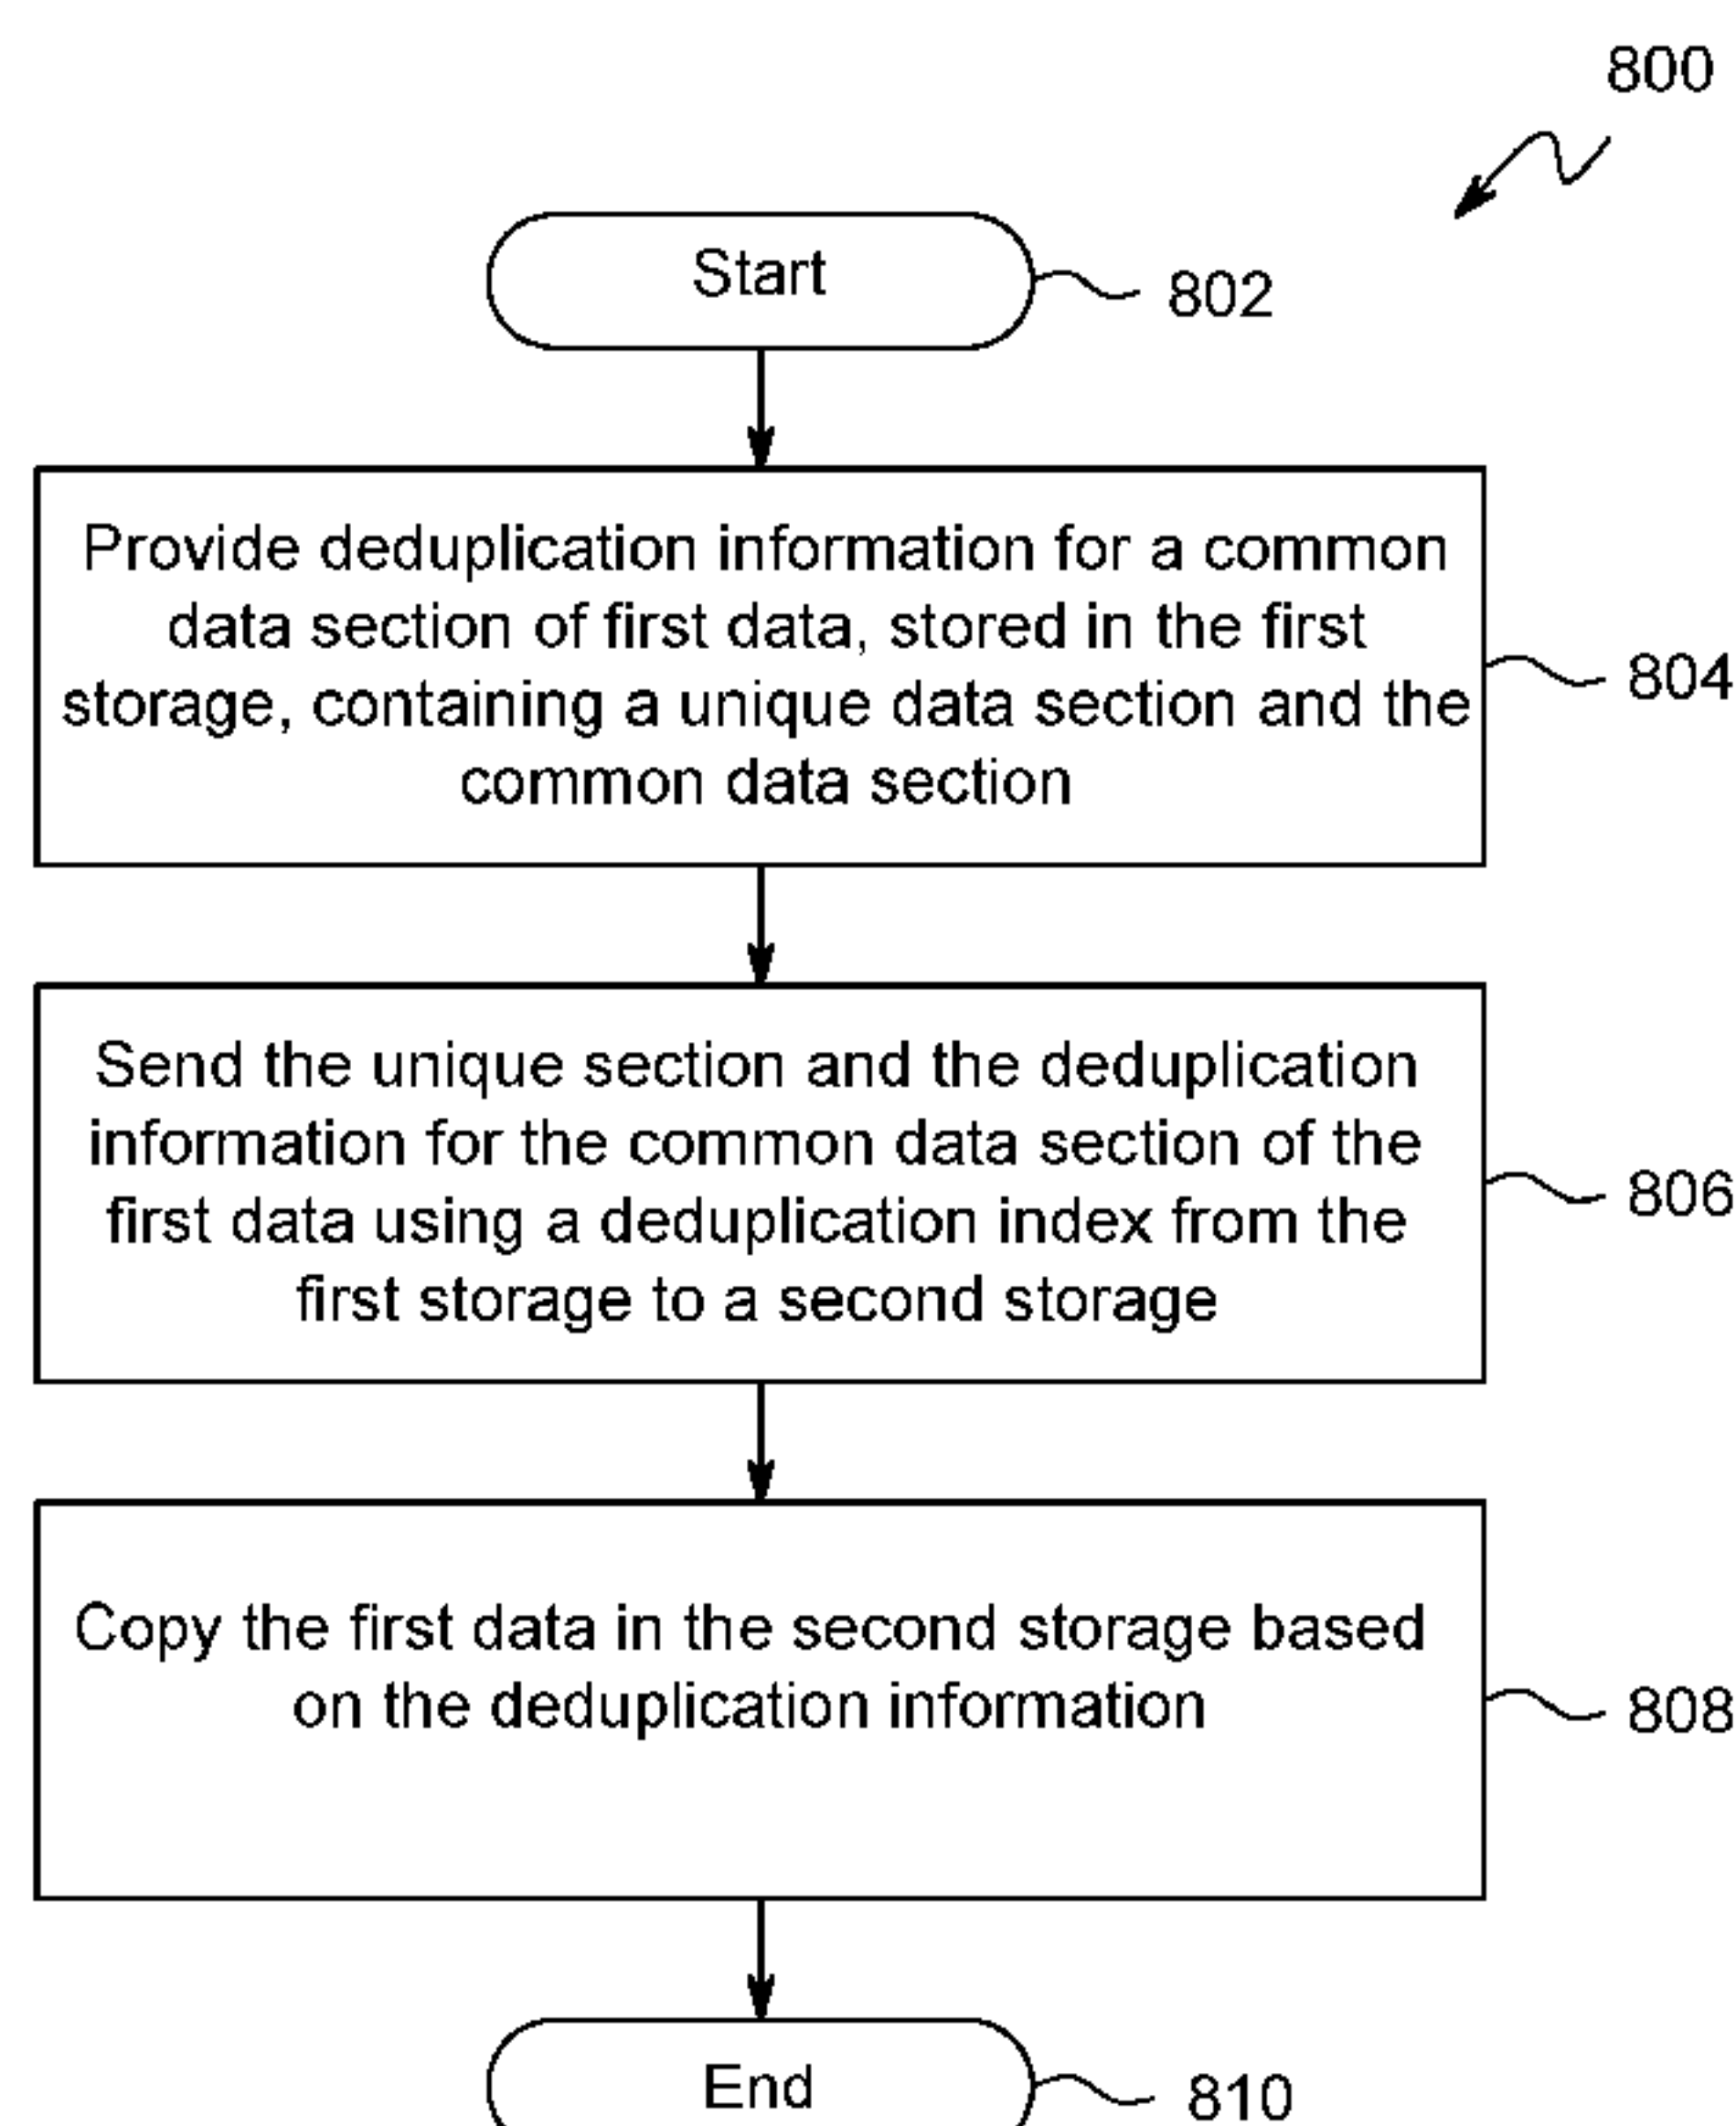 800
Start
802
Provide deduplication information for a common
data section of first data, stored in the first
storage, containing a unique data section and the
common data section
804
Send the unique section and the deduplication
information for the common data section of the
first data using a deduplication index from the
first storage to a second storage
806
Copy the first data in the second storage based
on the deduplication information
808
End
810